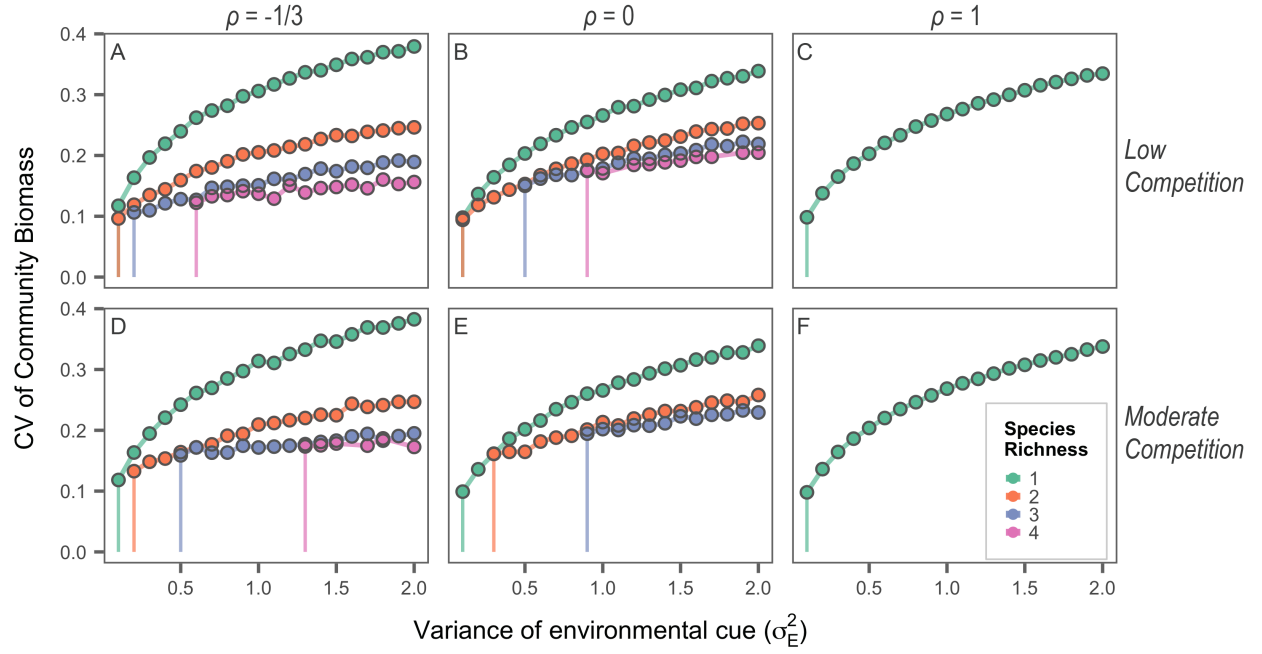 ρ = -1/3
ρ = 0
ρ = 1
CV of Community Biomass
A
B
C
0.4
0.3
0.2
0.1
0.0
Low
Competition
D
E
F
0.4
0.3
0.2
0.1
0.0
Moderate
Competition
Species
Richness
1
2
3
4
0.5 1.0 1.5 2.0
0.5 1.0 1.5 2.0
0.5 1.0 1.5 2.0
Variance of environmental cue (σ²E)